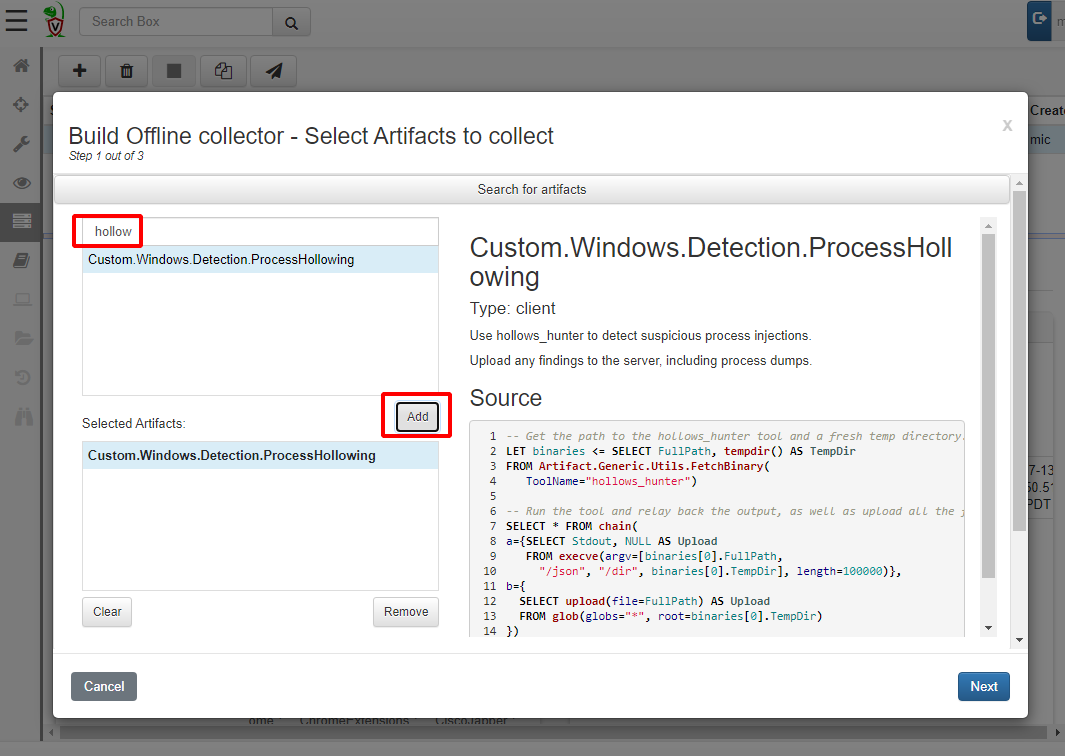 Search Box
Create
mic
Build Offline collector - Select Artifacts to collect
X
Step 1 out of 3
Search for artifacts
hollow
Custom.Windows.Detection.ProcessHollowing
Add
Selected Artifacts:
Custom.Windows.Detection.ProcessHollowing
Clear
Remove
Custom.Windows.Detection.ProcessHoll
owing
Type: client
Use hollows_hunter to detect suspicious process injections.
Upload any findings to the server, including process dumps.
Source
1 -- Get the path to the hollows_hunter tool and a fresh temp directory.
2 LET binaries <= SELECT FullPath, tempdir() AS TempDir
3 FROM Artifact.Generic.Utils.FetchBinary(
4 ToolName="hollows_hunter")
5
6 -- Run the tool and relay back the output, as well as upload all the
7 SELECT * FROM chain(
8 a={SELECT Stdout, NULL AS Upload
9 FROM execve(argv=[binaries[0].FullPath,
10 "/json", "/dir", binaries[0].TempDir], length=100000)},
11 b={
12 SELECT upload(file=FullPath) AS Upload
13 FROM glob(globs="*", root=binaries[0].TempDir)
14 })
7-13
50.51
PDT
Cancel
Next
ome ChromeExtensions CiscoJabber